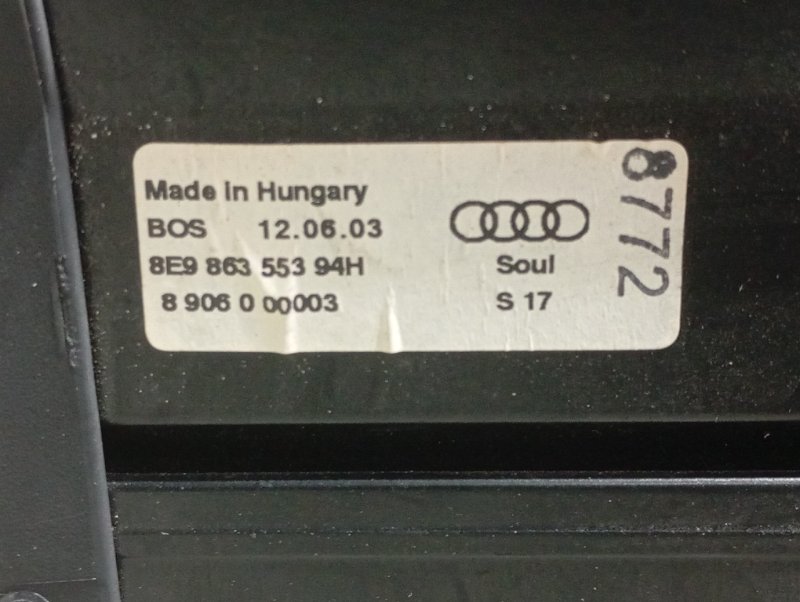 Made in Hungary
BOS 12.06.03
8E9 863 553 94H
Soul
8 906 0 00003
S 17
8772